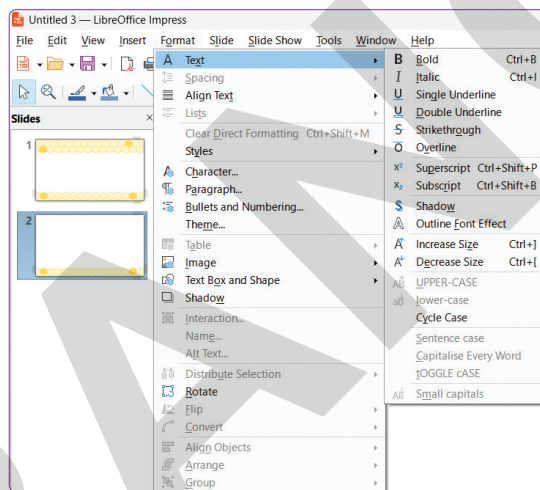 Untitled 3 — LibreOffice Impress
File Edit View Insert Format Slide Slide Show Tools Window Help
Slides
1
2
A Text
Spacing
Align Text
Lists
Clear Direct Formatting Ctrl+Shift+M
Styles
Character...
Paragraph...
Bullets and Numbering...
Theme...
Table
Image
Text Box and Shape
Shadow
Interaction...
Name...
Alt Text...
Distribute Selection
Rotate
Flip
Convert
Align Objects
Arrange
Group
B Bold Ctrl+B
I Italic Ctrl+I
U Single Underline
U Double Underline
S Strikethrough
O Overline
X² Superscript Ctrl+Shift+P
X₂ Subscript Ctrl+Shift+B
S Shadow
A Outline Font Effect
A Increase Size Ctrl+]
A Decrease Size Ctrl+[
AB UPPER-CASE
ab lower-case
Cycle Case
Sentence case
Capitalise Every Word
tOGGLE cASE
AB Small capitals